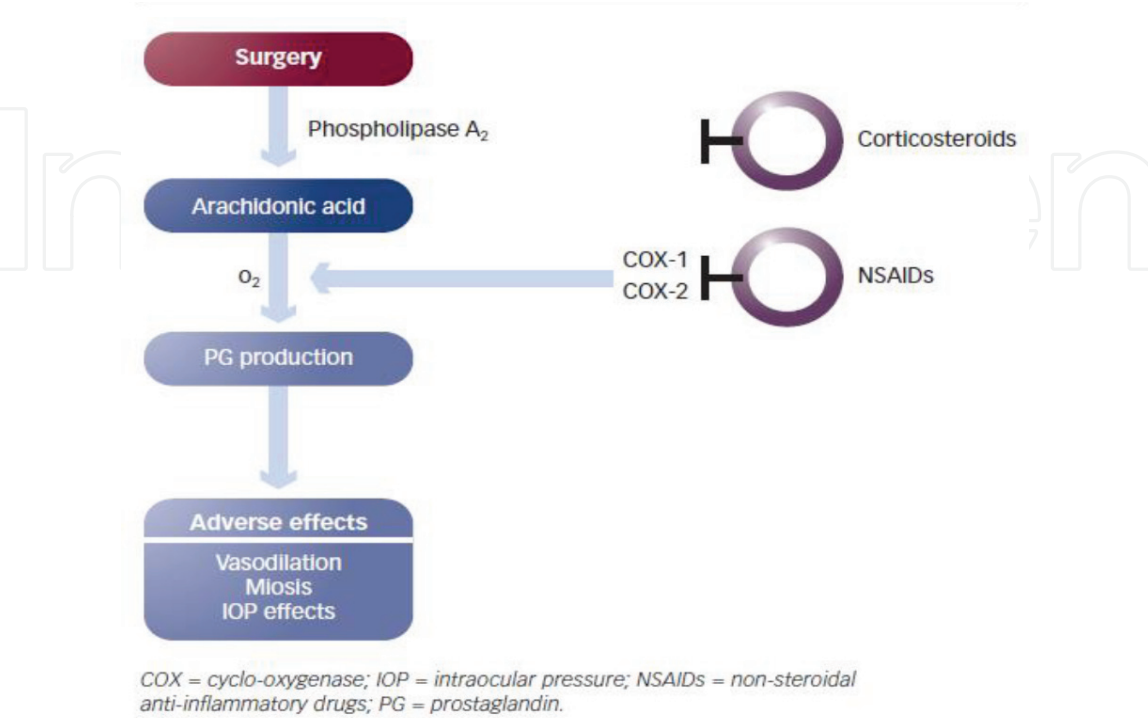 Surgery
Phospholipase A₂
Corticosteroids
Arachidonic acid
O₂
COX-1
COX-2
NSAIDs
PG production
Adverse effects
Vasodilation
Miosis
IOP effects
COX = cyclo-oxygenase; IOP = intraocular pressure; NSAIDs = non-steroidal
anti-inflammatory drugs; PG = prostaglandin.